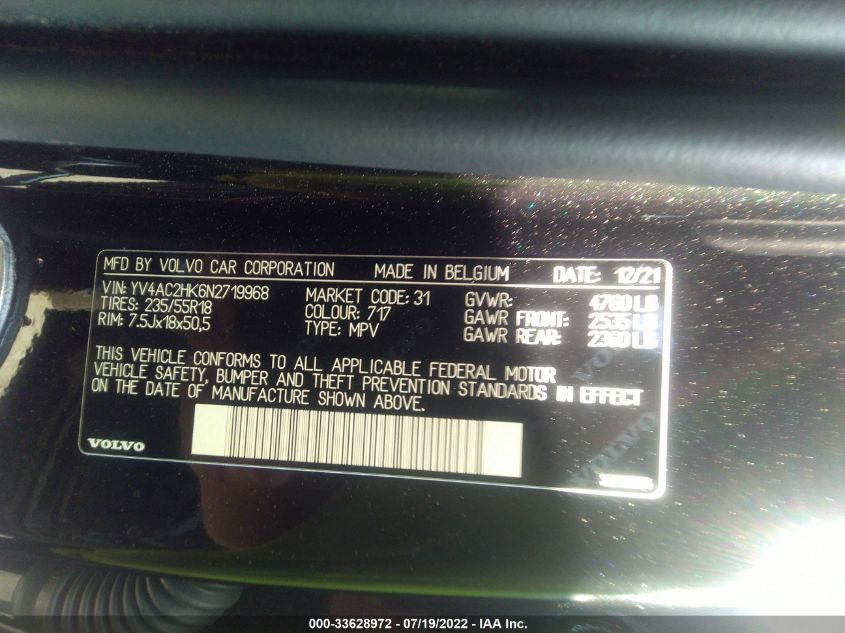 MFD BY VOLVO CAR CORPORATION MADE IN BELGIUM DATE: 12/21
VIN: YV4AC2HK6N2719968 MARKET CODE: 31 GVWR: 4760 LB
TIRES: 235/55R18 COLOUR: 717 GAWR FRONT: 2535 LB
RIM: 7.5Jx18x50,5 TYPE: MPV GAWR REAR: 2360 LB
THIS VEHICLE CONFORMS TO ALL APPLICABLE FEDERAL MOTOR
VEHICLE SAFETY, BUMPER AND THEFT PREVENTION STANDARDS IN EFFECT
ON THE DATE OF MANUFACTURE SHOWN ABOVE.
VOLVO
VOLVO
VOLVO
000-33628972 - 07/19/2022 - IAA Inc.